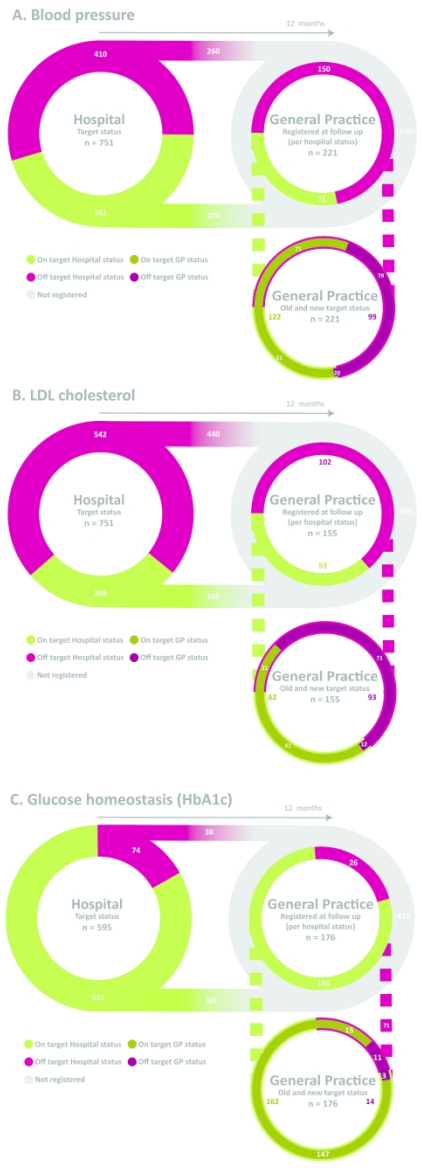 A. Blood pressure
12 months
410
260
150
Hospital
Target status
n = 751
General Practice
Registered at follow up
(per hospital status)
n = 221
530
71
341
270
71
79
On target Hospital status
On target GP status
Off target Hospital status
Off target GP status
Not registered
General Practice
Old and new target status
n = 221
122
99
51
20
B. LDL cholesterol
12 months
542
440
102
Hospital
Target status
n = 751
General Practice
Registered at follow up
(per hospital status)
n = 155
53
209
156
On target Hospital status
On target GP status
Off target Hospital status
Off target GP status
Not registered
71
General Practice
Old and new target status
n = 155
62
93
41
12
C. Glucose homeostasis (HbA1c)
12 months
38
74
26
Hospital
Target status
n = 595
General Practice
Registered at follow up
(per hospital status)
n = 176
150
521
71
On target Hospital status
On target GP status
Off target Hospital status
Off target GP status
Not registered
15
11
3
General Practice
Old and new target status
n = 176
162
14
147